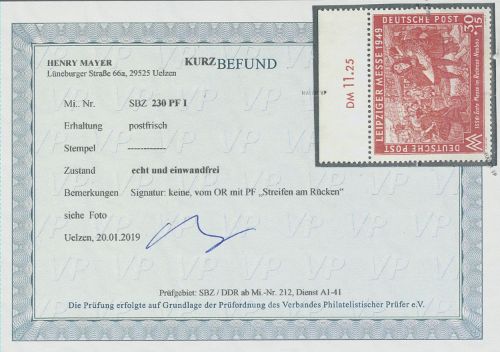 HENRY MAYER
Lüneburger Straße 66a, 29525 Uelzen
KURZBEFUND
Mi.. Nr. SBZ 230 PF I
Erhaltung postfrisch
Stempel ------------
Zustand echt und einwandfrei
Bemerkungen Signatur: keine, vom OR mit PF „Streifen am Rücken“
siehe Foto
Uelzen, 20.01.2019
Prüfgebiet: SBZ / DDR ab Mi.-Nr. 212, Dienst A1-41
Die Prüfung erfolgte auf Grundlage der Prüfordnung des Verbandes Philatelistischer Prüfer e.V.
DM 11.25
LEIPZIGER MESSE 1949
DEUTSCHE POST
30+15
DEUTSCHE POST
VP